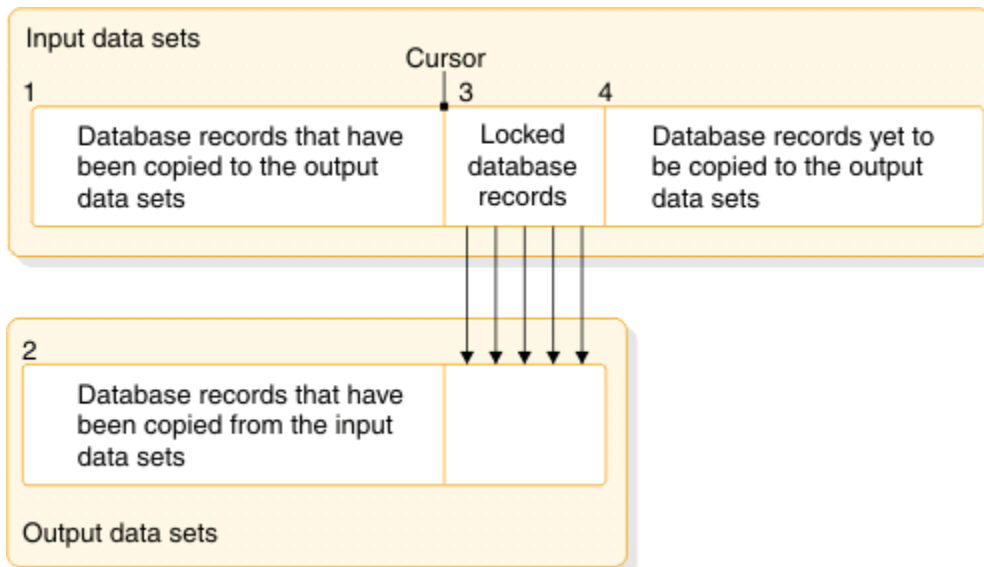 Input data sets
Cursor
1
3
4
Database records that have
been copied to the output
data sets
Locked
database
records
Database records yet to
be copied to the output
data sets
2
Database records that have
been copied from the input
data sets
Output data sets